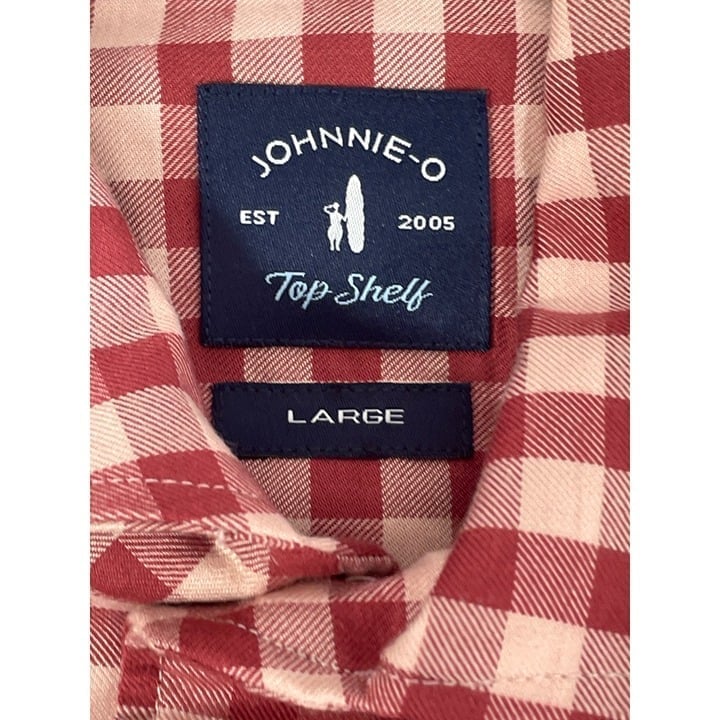 JOHNNIE-O
EST 2005
Top Shelf
LARGE